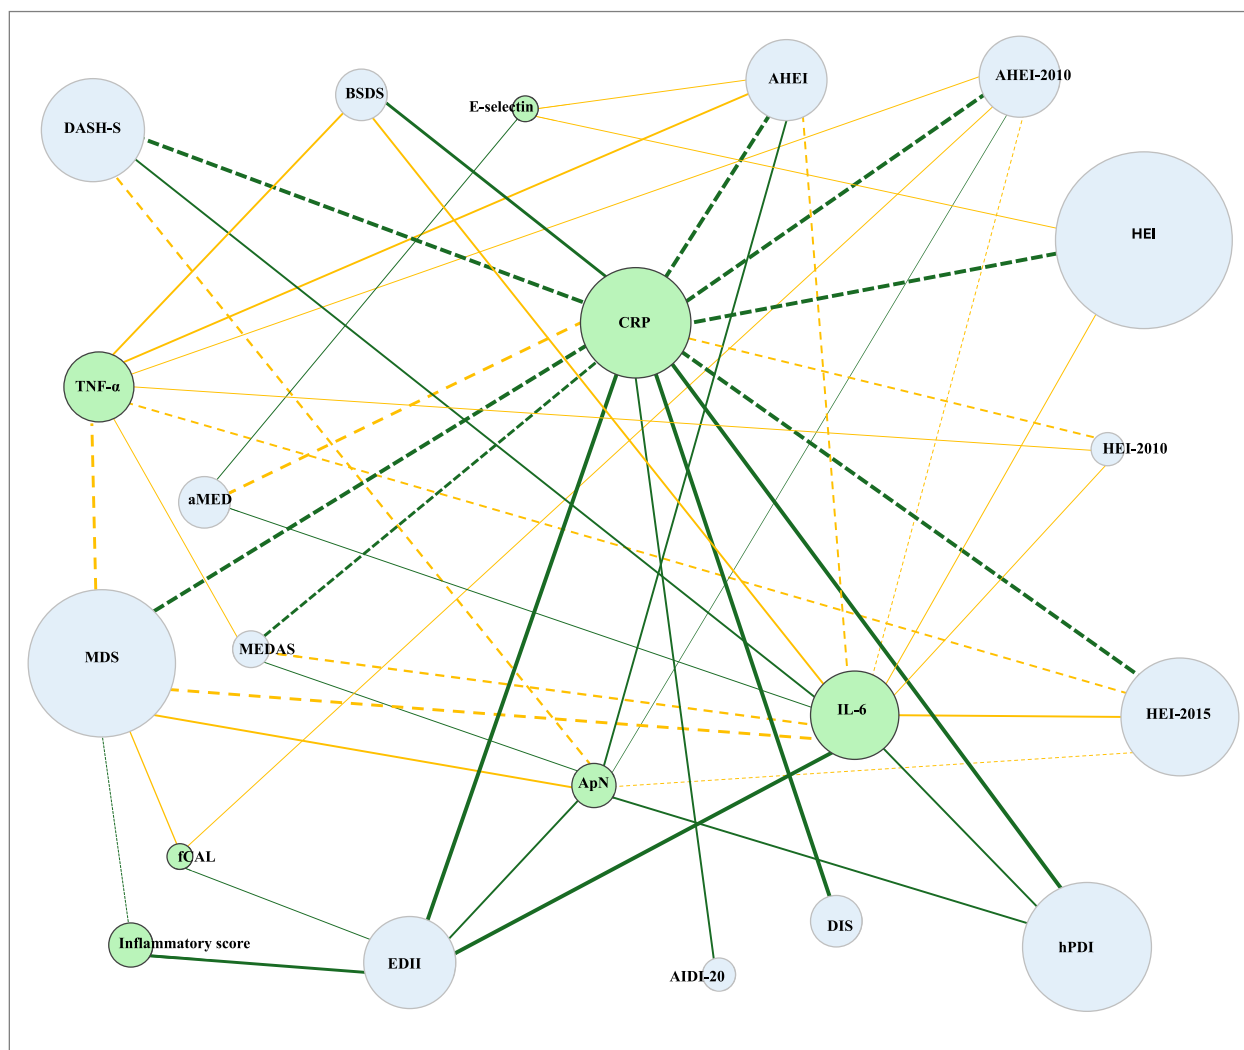 AHEI
AHEI-2010
BSDS
E-selectin
DASH-S
HEI
CRP
TNF-α
HEI-2010
aMED
MEDAS
MDS
IL-6
HEI-2015
ApN
fCAL
DIS
Inflammatory score
hPDI
EDII
AIDI-20